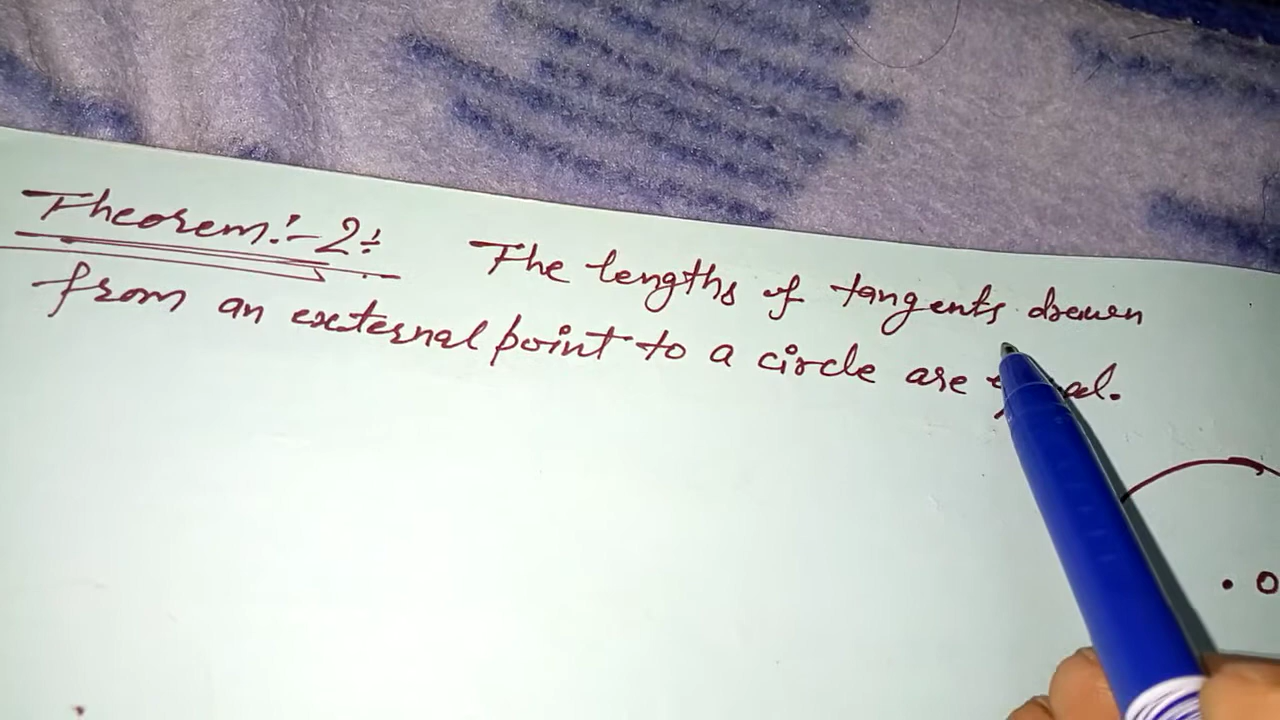 Theorem:-2:
The lengths of tangents drawn
from an external point to a circle are
. O